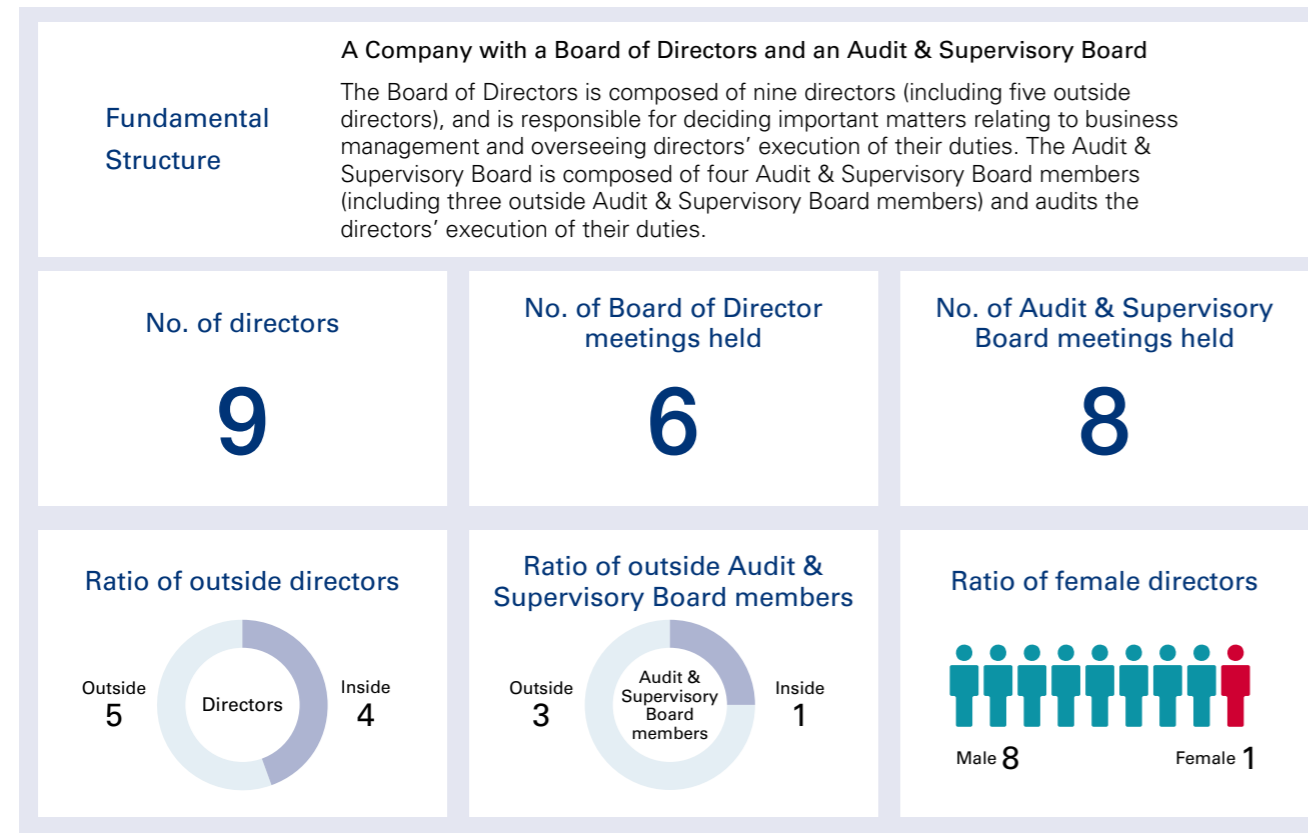 Fundamental
Structure
A Company with a Board of Directors and an Audit & Supervisory Board
The Board of Directors is composed of nine directors (including five outside
directors), and is responsible for deciding important matters relating to business
management and overseeing directors’ execution of their duties. The Audit &
Supervisory Board is composed of four Audit & Supervisory Board members
(including three outside Audit & Supervisory Board members) and audits the
directors’ execution of their duties.
No. of directors
9
No. of Board of Director
meetings held
6
No. of Audit & Supervisory
Board meetings held
8
Ratio of outside directors
Outside
5
Directors
Inside
4
Ratio of outside Audit &
Supervisory Board members
Outside
3
Audit &
Supervisory
Board
members
Inside
1
Ratio of female directors
Male 8
Female 1